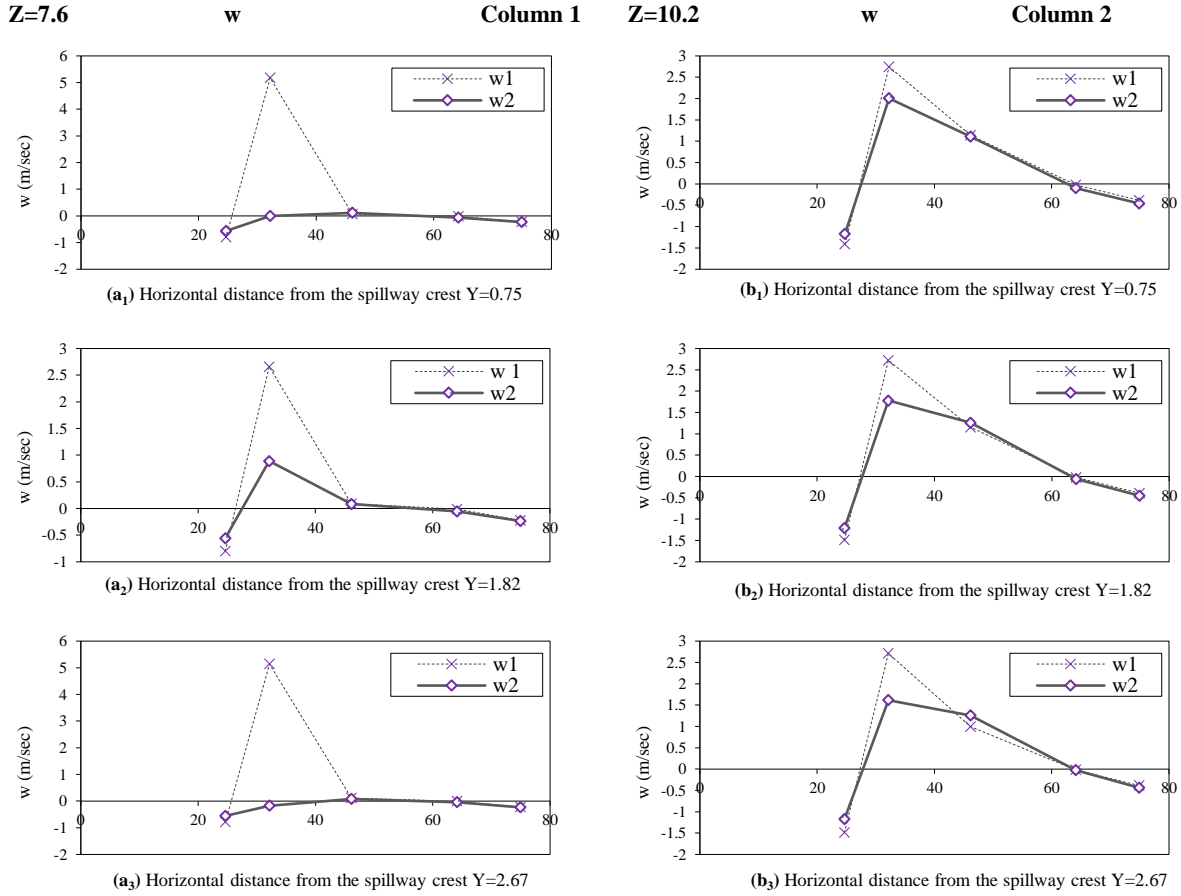 Z=7.6 w Column 1
6
5
4
3
2
1
0
-1
-2
w (m/sec)
0 20 40 60 80
w1
w2
(a1) Horizontal distance from the spillway crest Y=0.75
3
2.5
2
1.5
1
0.5
0
-0.5
-1
w (m/sec)
0 20 40 60 80
w 1
w2
(a2) Horizontal distance from the spillway crest Y=1.82
6
5
4
3
2
1
0
-1
-2
w (m/sec)
0 20 40 60 80
w1
w2
(a3) Horizontal distance from the spillway crest Y=2.67
Z=10.2 w Column 2
3
2.5
2
1.5
1
0.5
0
-0.5
-1
-1.5
-2
w (m/sec)
0 20 40 60 80
w1
w2
(b1) Horizontal distance from the spillway crest Y=0.75
3
2.5
2
1.5
1
0.5
0
-0.5
-1
-1.5
-2
w (m/sec)
0 20 40 60 80
w1
w2
(b2) Horizontal distance from the spillway crest Y=1.82
3
2.5
2
1.5
1
0.5
0
-0.5
-1
-1.5
-2
w (m/sec)
0 20 40 60 80
w1
w2
(b3) Horizontal distance from the spillway crest Y=2.67